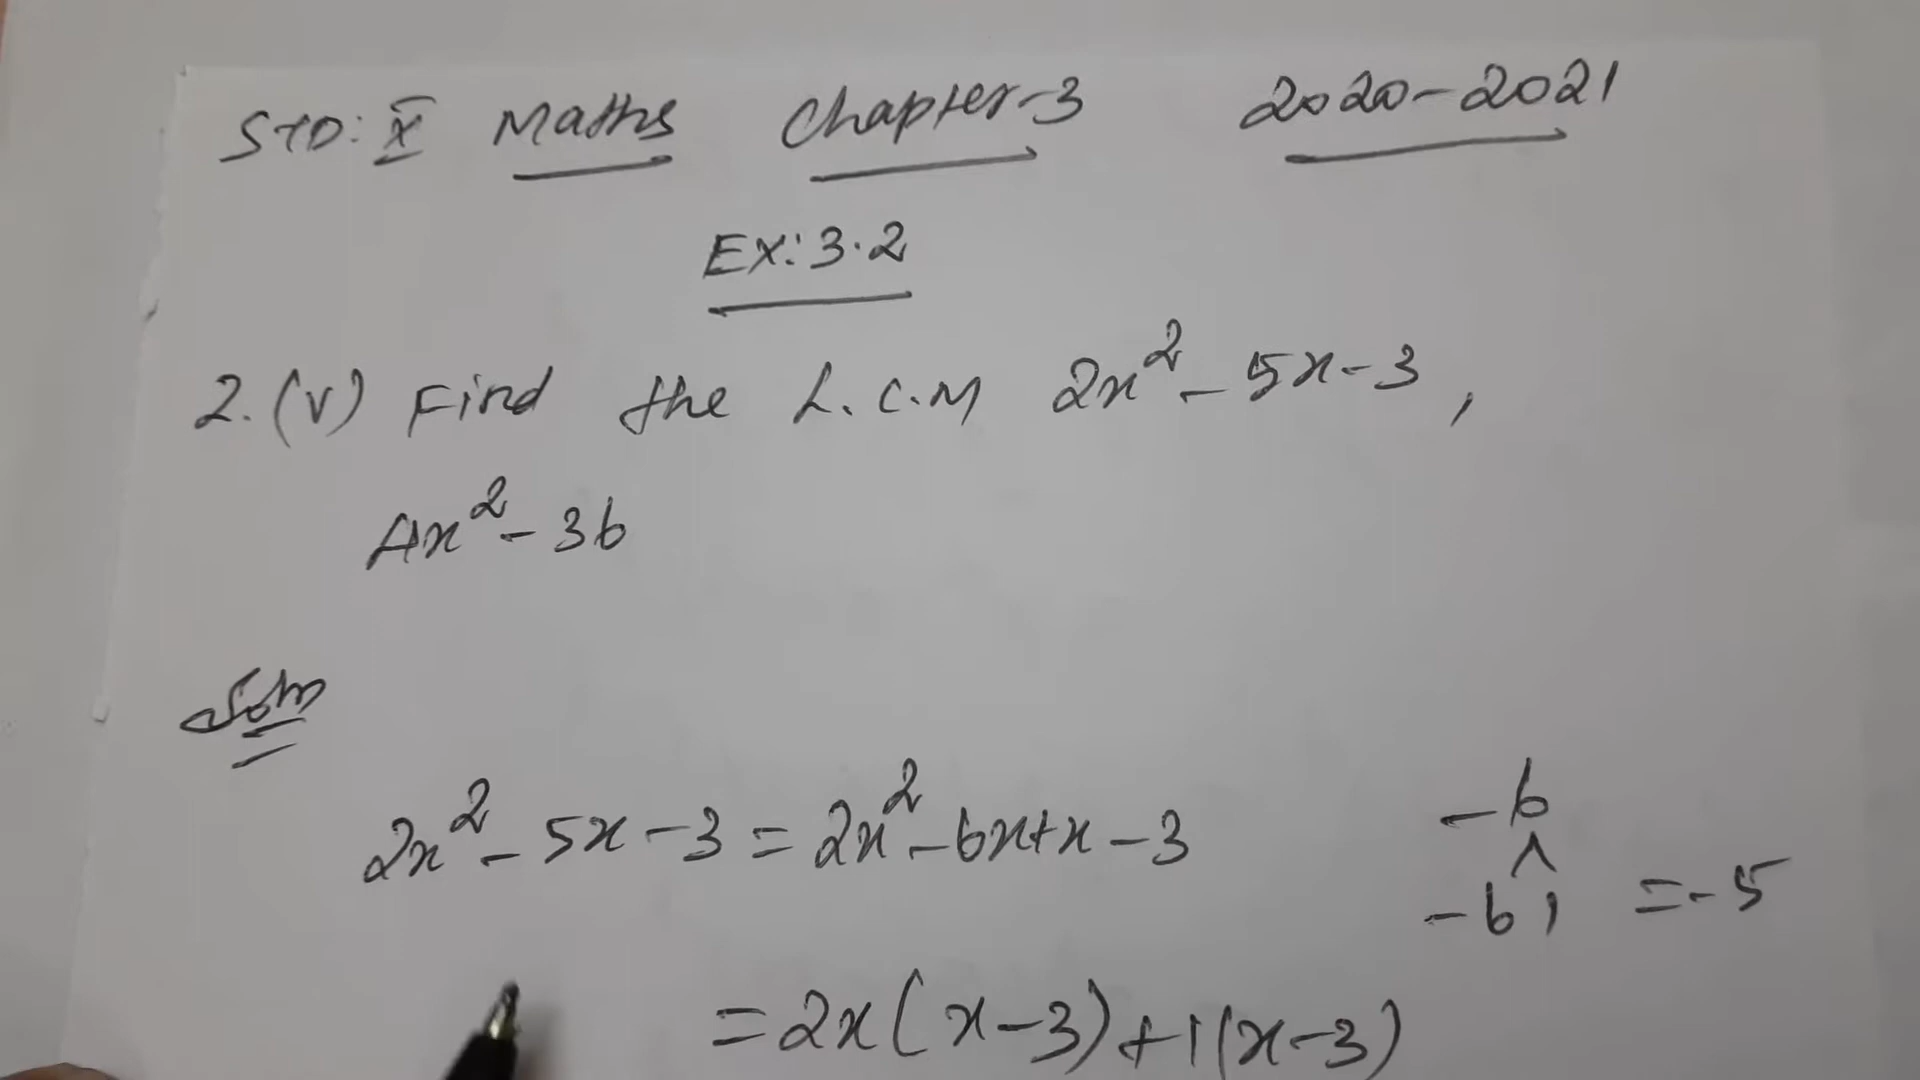 STD: X Maths Chapter-3 2020-2021
EX: 3.2
2. (v) Find the L.C.M 2x² - 5x - 3,
4x² - 36
Soln
2x² - 5x - 3 = 2x² - 6x + x - 3
-6
-6 1 = -5
= 2x(x - 3) + 1(x - 3)